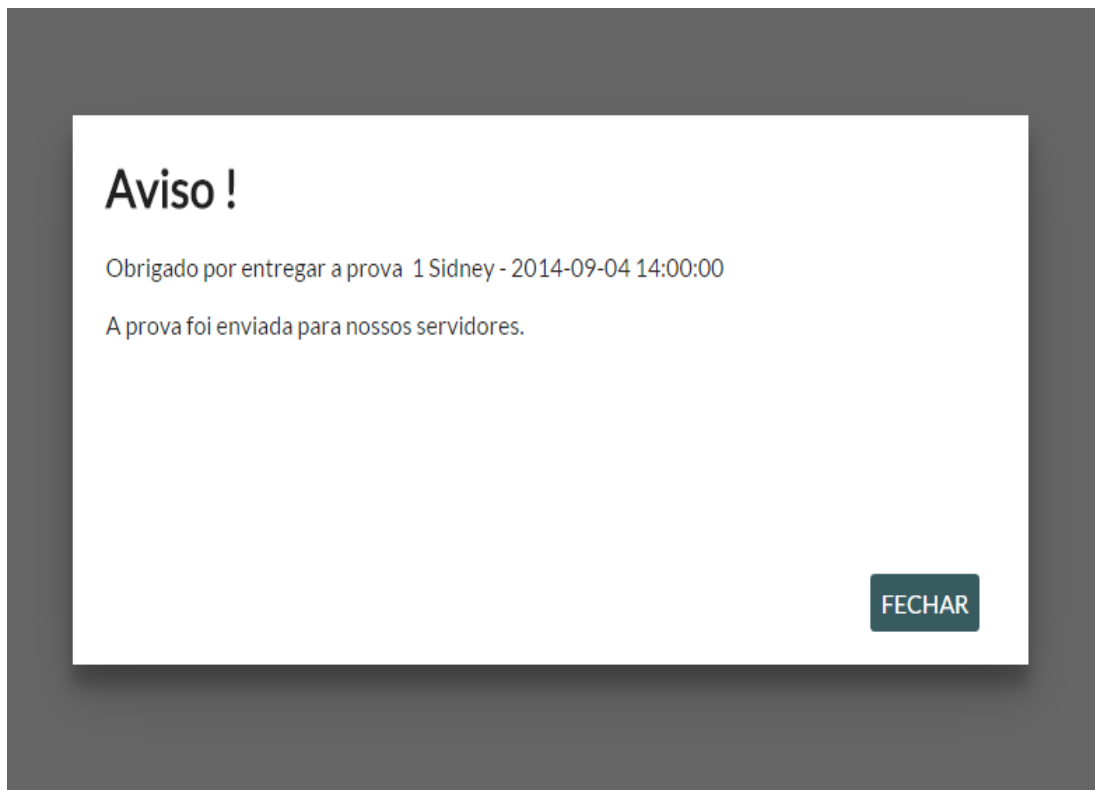 Aviso !
Obrigado por entregar a prova  1 Sidney - 2014-09-04 14:00:00
A prova foi enviada para nossos servidores.
FECHAR